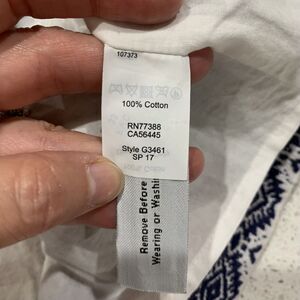 107373
100% Cotton
RN77388
CA56445
Style G3461
SP 17
Remove Before
Wearing or Washi